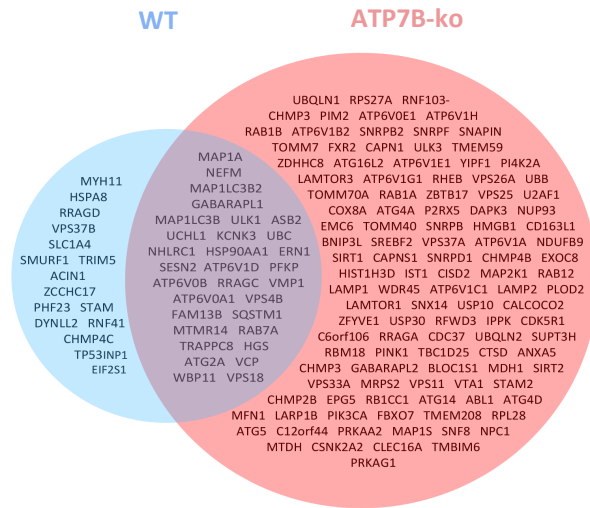 WT
ATP7B-ko
MYH11
HSPA8
RRAGD
VPS37B
SLC1A4
SMURF1 TRIM5
ACIN1
ZCCHC17
PHF23 STAM
DYNLL2 RNF41
CHMP4C
TP53INP1
EIF2S1
MAP1A
NEFM
MAP1LC3B2
GABARAPL1
MAP1LC3B ULK1 ASB2
UCHL1 KCNK3 UBC
NHLRC1 HSP90AA1 ERN1
SESN2 ATP6V1D PFKP
ATP6V0B RRAGC VMP1
ATP6V0A1 VPS4B
FAM13B SQSTM1
MTMR14 RAB7A
TRAPPC8 HGS
ATG2A VCP
WBP11 VPS18
UBQLN1 RPS27A RNF103-
CHMP3 PIM2 ATP6V0E1 ATP6V1H
RAB1B ATP6V1B2 SNRPB2 SNRPF SNAPIN
TOMM7 FXR2 CAPN1 ULK3 TMEM59
ZDHHC8 ATG16L2 ATP6V1E1 YIPF1 PI4K2A
LAMTOR3 ATP6V1G1 RHEB VPS26A UBB
TOMM70A RAB1A ZBTB17 VPS25 U2AF1
COX8A ATG4A P2RX5 DAPK3 NUP93
EMC6 TOMM40 SNRPB HMGB1 CD163L1
BNIP3L SREBF2 VPS37A ATP6V1A NDUFB9
SIRT1 CAPNS1 SNRPD1 CHMP4B EXOC8
HIST1H3D IST1 CISD2 MAP2K1 RAB12
LAMP1 WDR45 ATP6V1C1 LAMP2 PLOD2
LAMTOR1 SNX14 USP10 CALCOCO2
ZFYVE1 USP30 RFWD3 IPPK CDK5R1
C6orf106 RRAGA CDC37 UBQLN2 SUPT3H
RBM18 PINK1 TBC1D25 CTSD ANXA5
CHMP3 GABARAPL2 BLOC1S1 MDH1 SIRT2
VPS33A MRPS2 VPS11 VTA1 STAM2
CHMP2B EPG5 RB1CC1 ATG14 ABL1 ATG4D
MFN1 LARP1B PIK3CA FBXO7 TMEM208 RPL28
ATG5 C12orf44 PRKAA2 MAP1S SNF8 NPC1
MTDH CSNK2A2 CLEC16A TMBIM6
PRKAG1